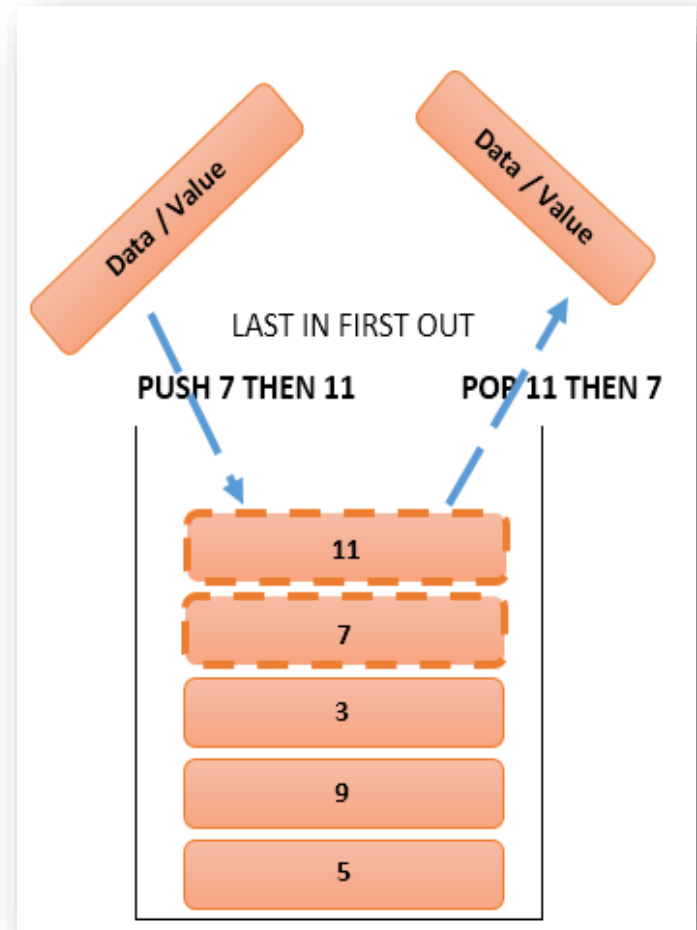 Data / Value
Data / Value
LAST IN FIRST OUT
PUSH 7 THEN 11
POP 11 THEN 7
11
7
3
9
5